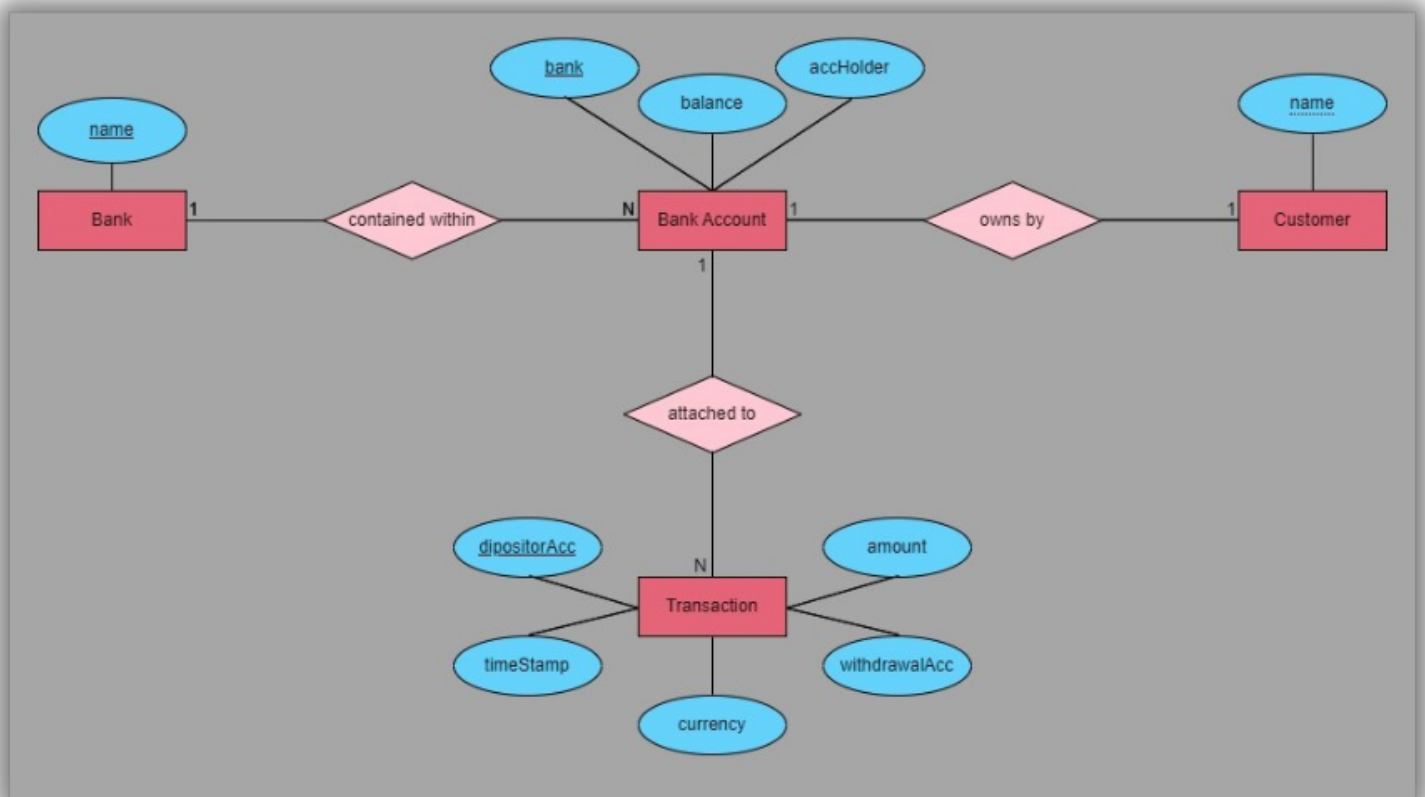 bank
accHolder
balance
name
name
Bank
1
contained within
N
Bank Account
1
owns by
1
Customer
1
attached to
dipositorAcc
amount
N
Transaction
timeStamp
withdrawalAcc
currency